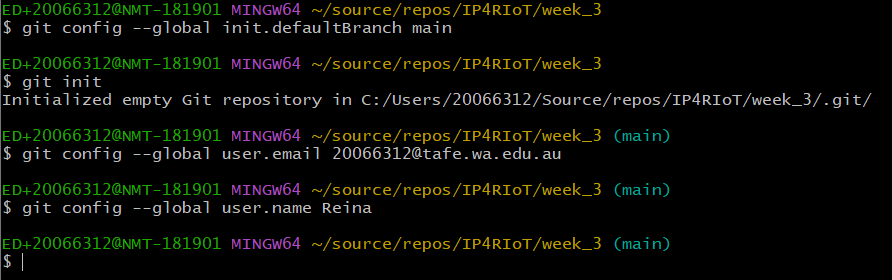 ED+20066312@NMT-181901 MINGW64 ~/source/repos/IP4RIoT/week_3
$ git config --global init.defaultBranch main
ED+20066312@NMT-181901 MINGW64 ~/source/repos/IP4RIoT/week_3
$ git init
Initialized empty Git repository in C:/Users/20066312/Source/repos/IP4RIoT/week_3/.git/
ED+20066312@NMT-181901 MINGW64 ~/source/repos/IP4RIoT/week_3 (main)
$ git config --global user.email 20066312@tafe.wa.edu.au
ED+20066312@NMT-181901 MINGW64 ~/source/repos/IP4RIoT/week_3 (main)
$ git config --global user.name Reina
ED+20066312@NMT-181901 MINGW64 ~/source/repos/IP4RIoT/week_3 (main)
$